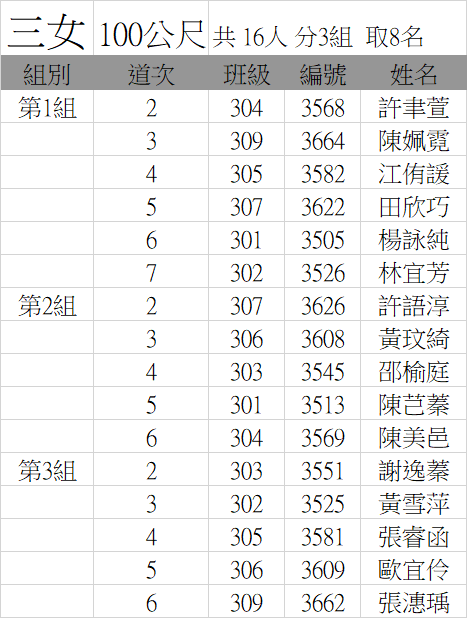 三女 100公尺 共 16人 分3組 取8名
組別 道次 班級 編號 姓名
第1組 2 304 3568 許聿萱
3 309 3664 陳姵霓
4 305 3582 江侑諼
5 307 3622 田欣巧
6 301 3505 楊詠純
7 302 3526 林宜芳
第2組 2 307 3626 許語淳
3 306 3608 黃玟綺
4 303 3545 邵榆庭
5 301 3513 陳芑蓁
6 304 3569 陳美邑
第3組 2 303 3551 謝逸蓁
3 302 3525 黃雪萍
4 305 3581 張睿函
5 306 3609 歐宜伶
6 309 3662 張漶瑀